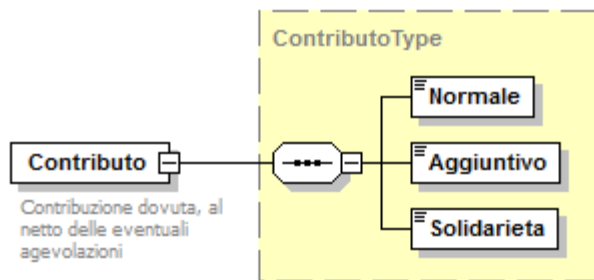 ContributoType
Normale
Contributo
Aggiuntivo
Contribuzione dovuta, al
netto delle eventuali
agevolazioni
Solidarieta